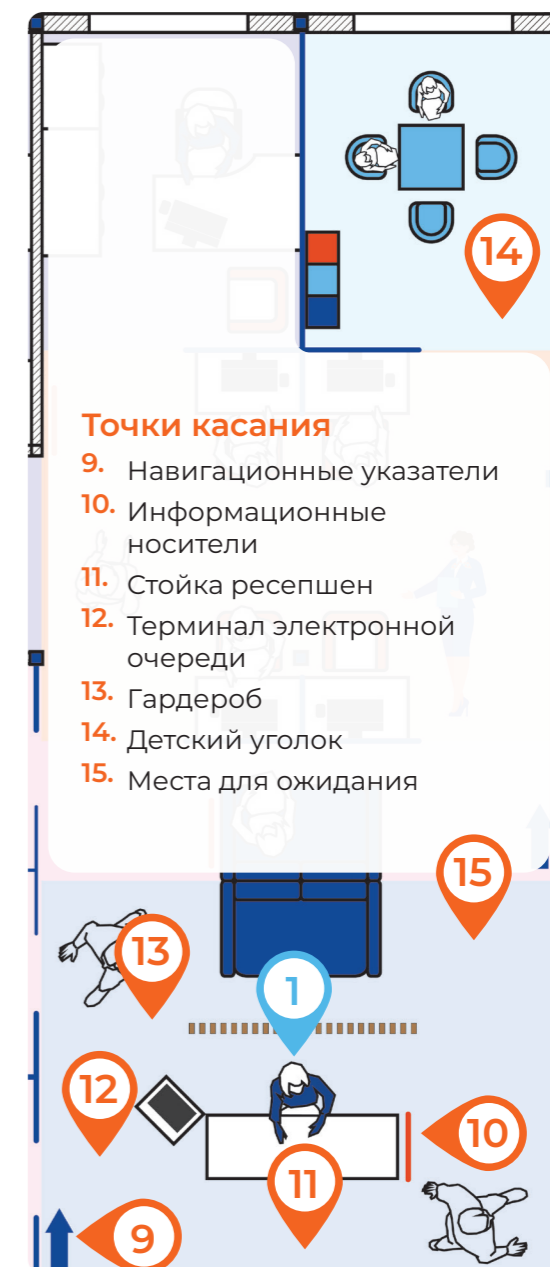 14
Точки касания
9. Навигационные указатели
10. Информационные
носители
11. Стойка ресепшен
12. Терминал электронной
очереди
13. Гардероб
14. Детский уголок
15. Места для ожидания
15
13
1
12
10
11
9